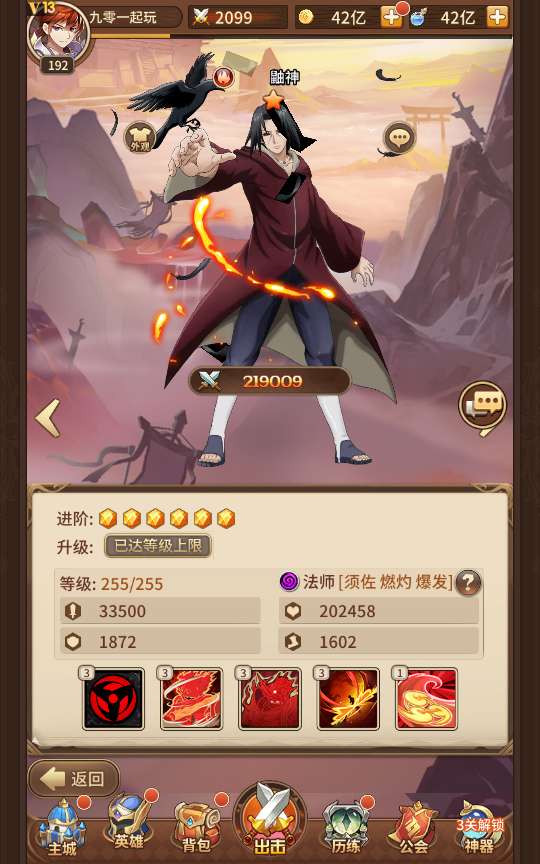 V13
九零一起玩
2099
42亿
42亿
192
鼬神
外观
219009
进阶:
升级: 已达等级上限
等级: 255/255
法师 [须佐 燃灼 爆发] ?
33500
202458
1872
1602
3 3 3 3 1
返回
主城
英雄
背包
出击
历练
公会
3关解锁
神器